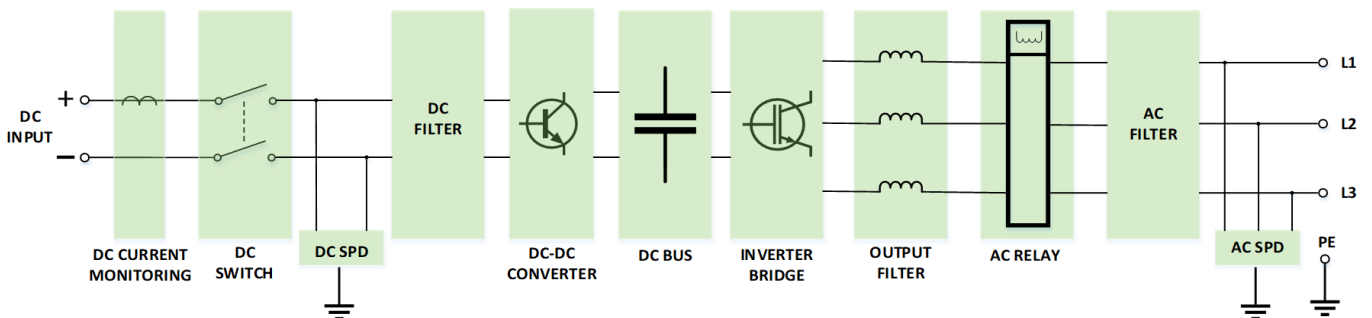 +
DC
INPUT
−
DC CURRENT
MONITORING
DC
SWITCH
DC SPD
DC
FILTER
DC-DC
CONVERTER
DC BUS
INVERTER
BRIDGE
OUTPUT
FILTER
AC RELAY
AC
FILTER
AC SPD
L1
L2
L3
PE